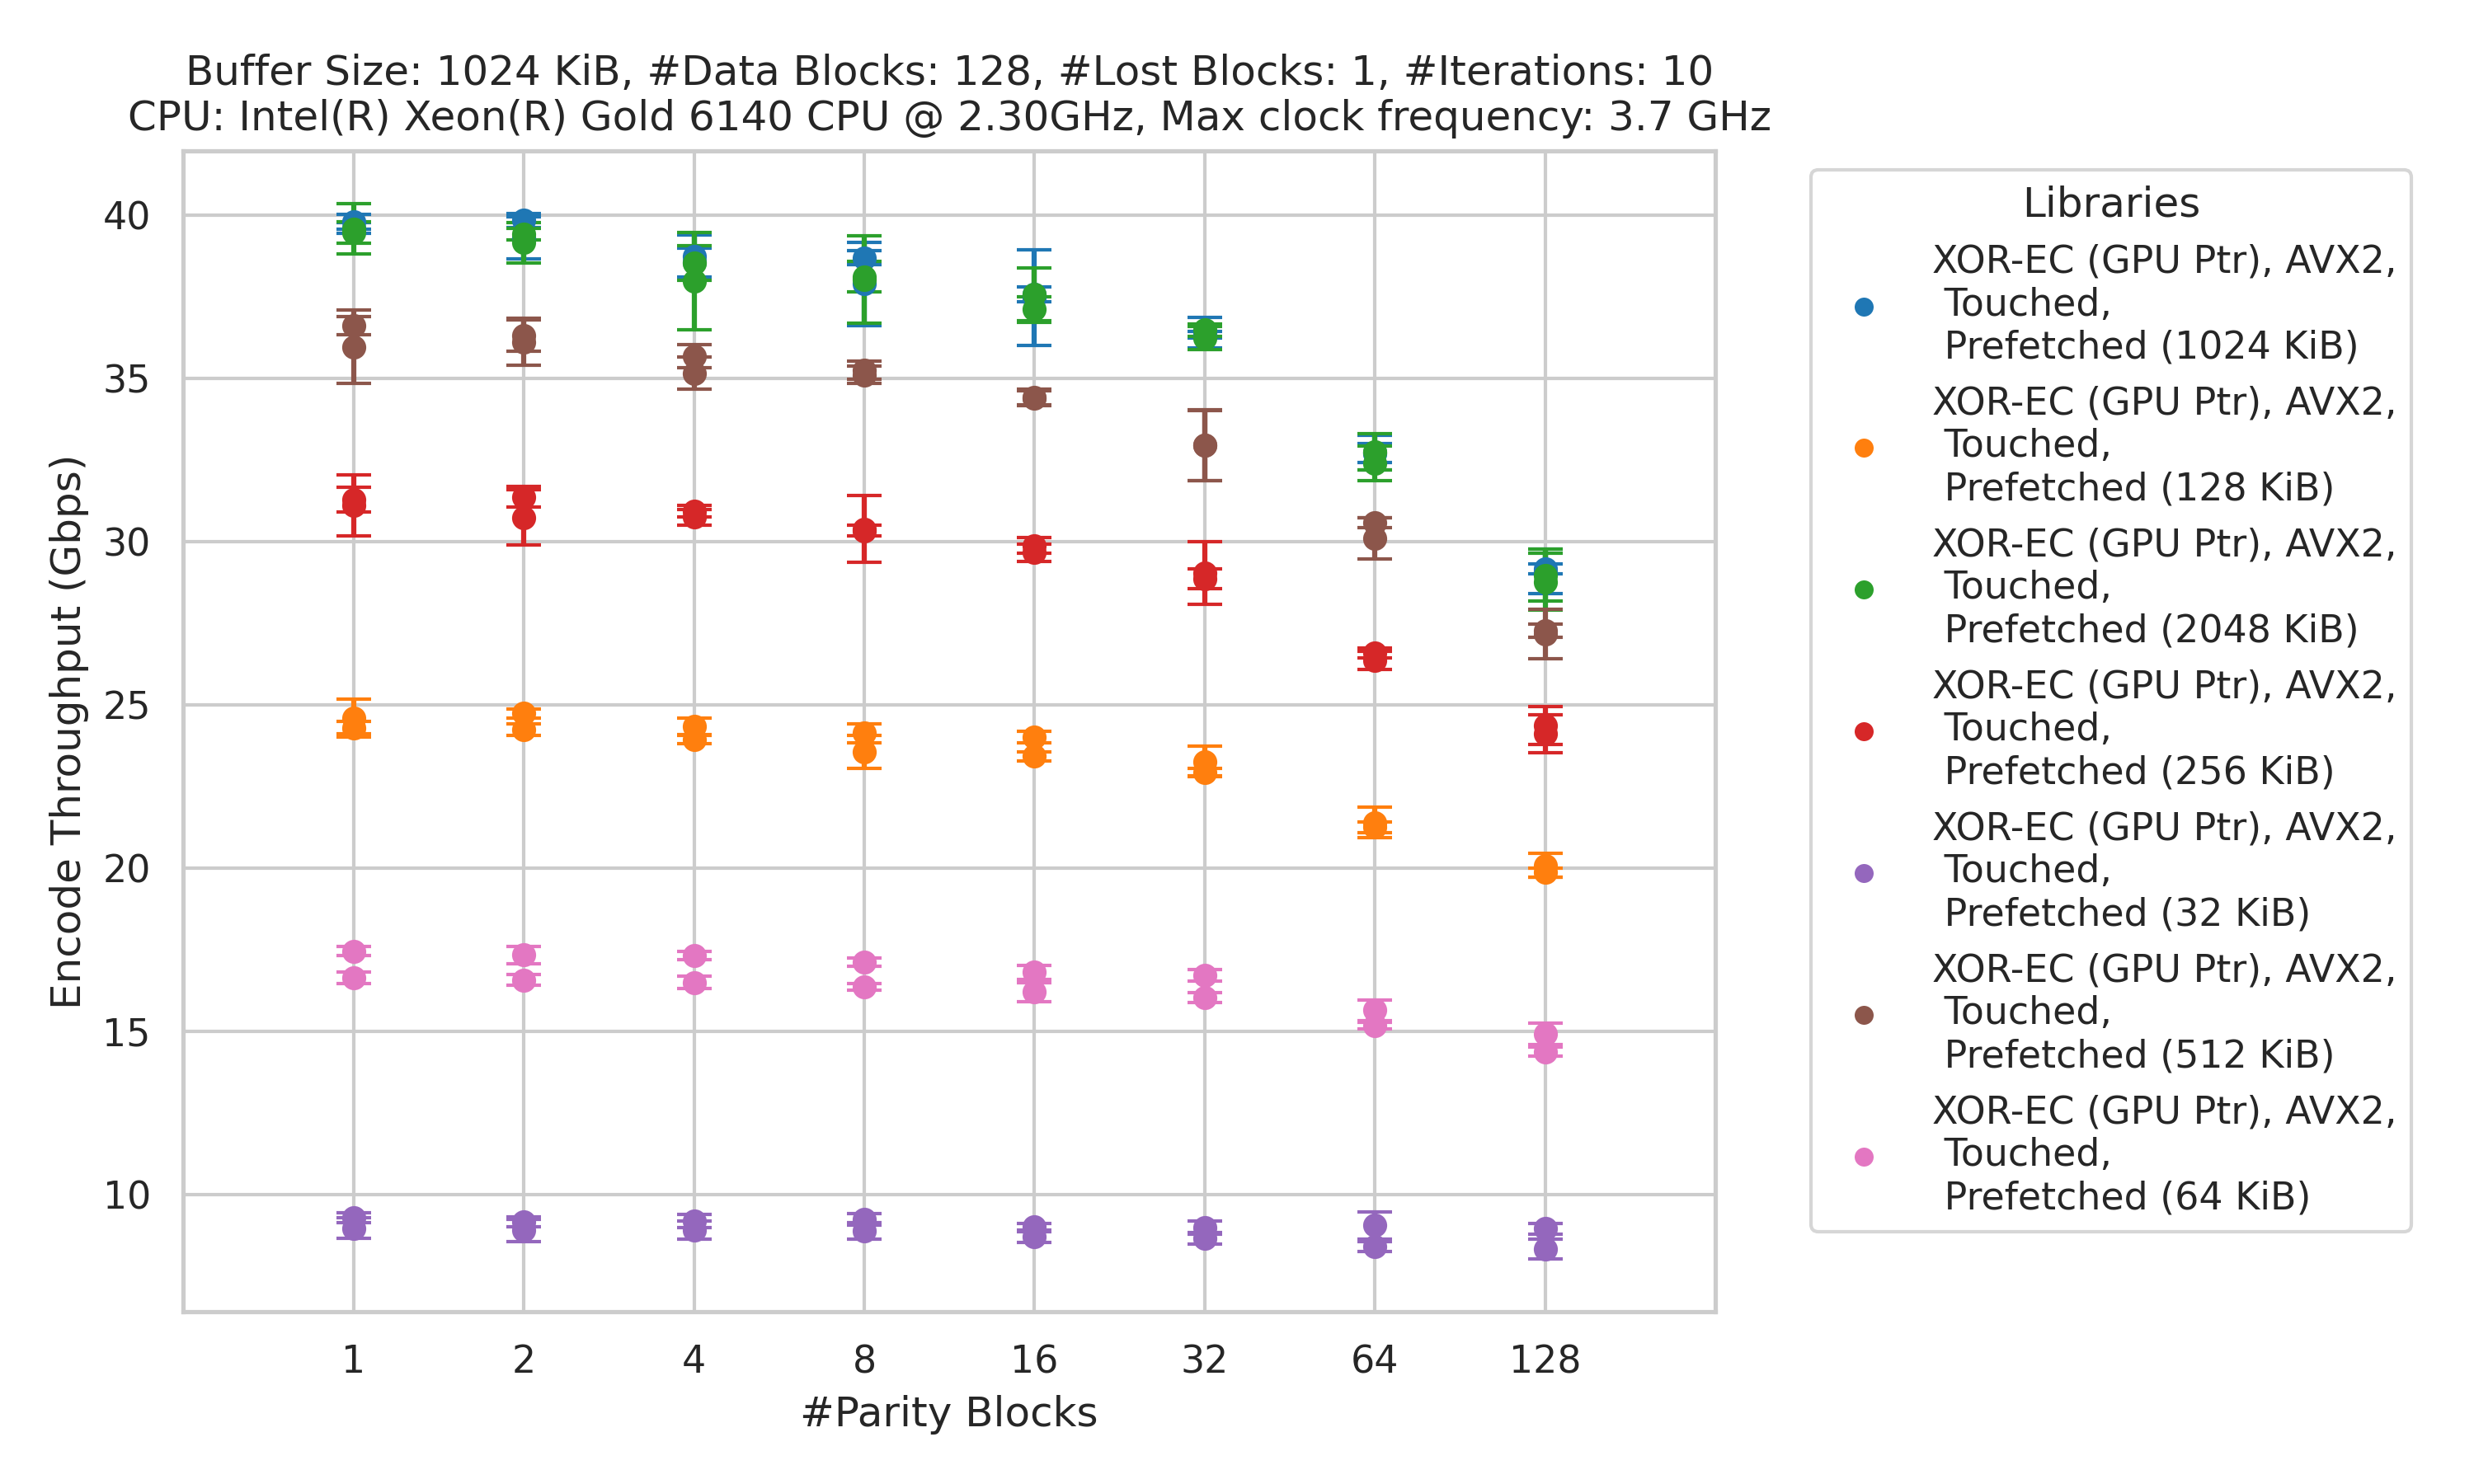 Buffer Size: 1024 KiB, #Data Blocks: 128, #Lost Blocks: 1, #Iterations: 10
CPU: Intel(R) Xeon(R) Gold 6140 CPU @ 2.30GHz, Max clock frequency: 3.7 GHz
Encode Throughput (Gbps)
40
35
30
25
20
15
10
1 2 4 8 16 32 64 128
#Parity Blocks
Libraries
XOR-EC (GPU Ptr), AVX2,
Touched,
Prefetched (1024 KiB)
XOR-EC (GPU Ptr), AVX2,
Touched,
Prefetched (128 KiB)
XOR-EC (GPU Ptr), AVX2,
Touched,
Prefetched (2048 KiB)
XOR-EC (GPU Ptr), AVX2,
Touched,
Prefetched (256 KiB)
XOR-EC (GPU Ptr), AVX2,
Touched,
Prefetched (32 KiB)
XOR-EC (GPU Ptr), AVX2,
Touched,
Prefetched (512 KiB)
XOR-EC (GPU Ptr), AVX2,
Touched,
Prefetched (64 KiB)